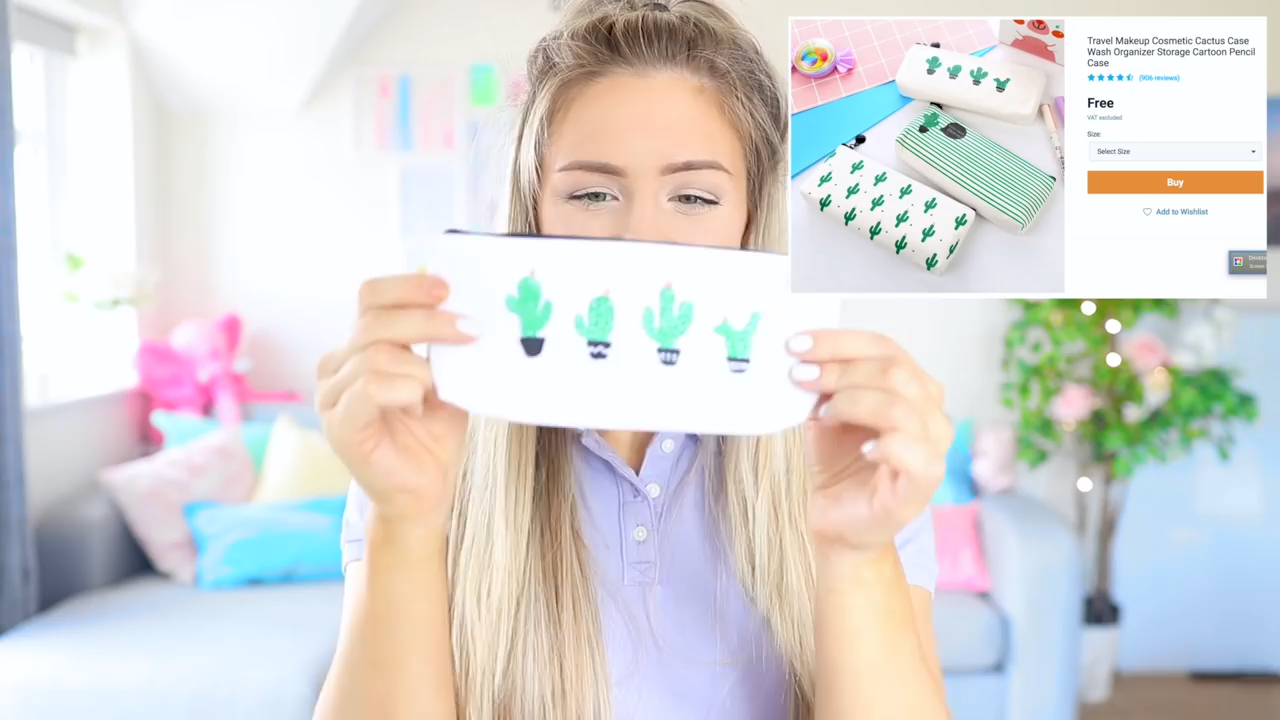 Travel Makeup Cosmetic Cactus Case
Wash Organizer Storage Cartoon Pencil
Case
(906 reviews)
Free
VAT excluded
Size:
Select Size
Buy
Add to Wishlist